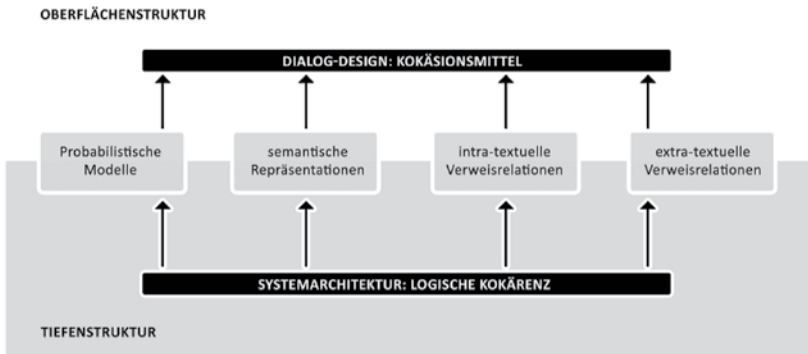 OBERFLÄCHENSTRUKTUR
DIALOG-DESIGN: KOKÄSIONSMITTEL
Probabilistische
Modelle
semantische
Repräsentationen
intra-textuelle
Verweisrelationen
extra-textuelle
Verweisrelationen
SYSTEMARCHITEKTUR: LOGISCHE KOKÄRENZ
TIEFENSTRUKTUR